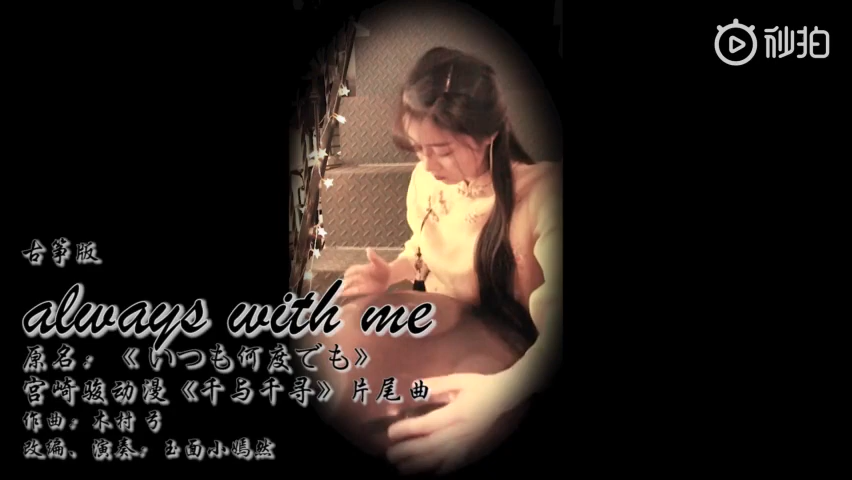 秒拍
古筝版
always with me
原名：《いつも何度でも》
宫崎骏动漫《千与千寻》片尾曲
作曲：木村弓
改编、演奏：玉面小嫣然